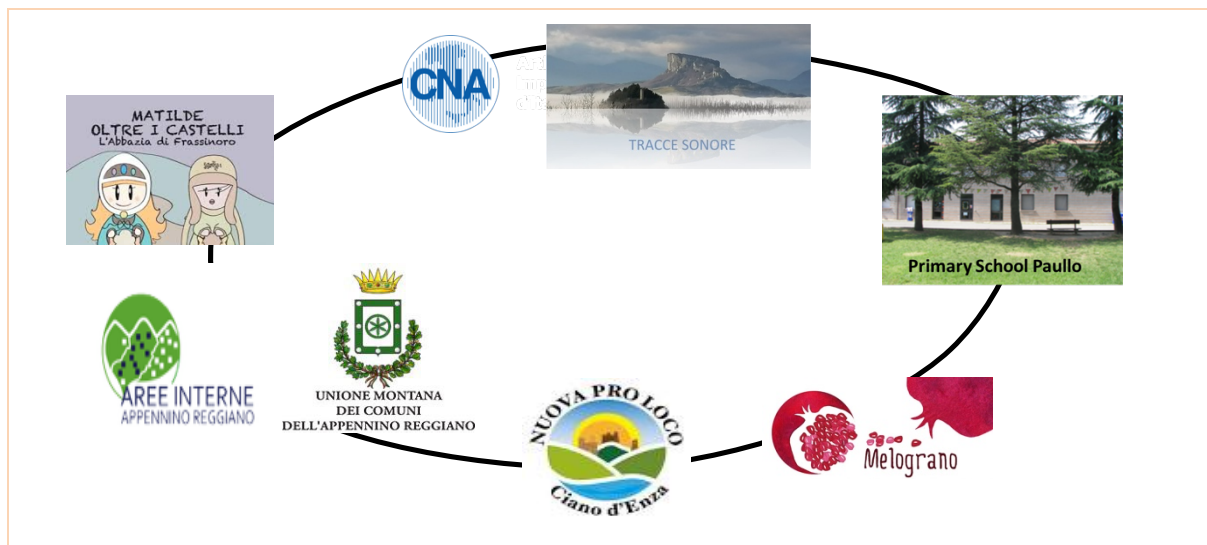 CNA
TRACCE SONORE
MATILDE
OLTRE I CASTELLI
L'Abbazia di Frassinoro
Primary School Paullo
AREE INTERNE
APPENNINO REGGIANO
UNIONE MONTANA
DEI COMUNI
DELL'APPENNINO REGGIANO
NUOVA PRO LOCO
Ciano d'Enza
Melograno